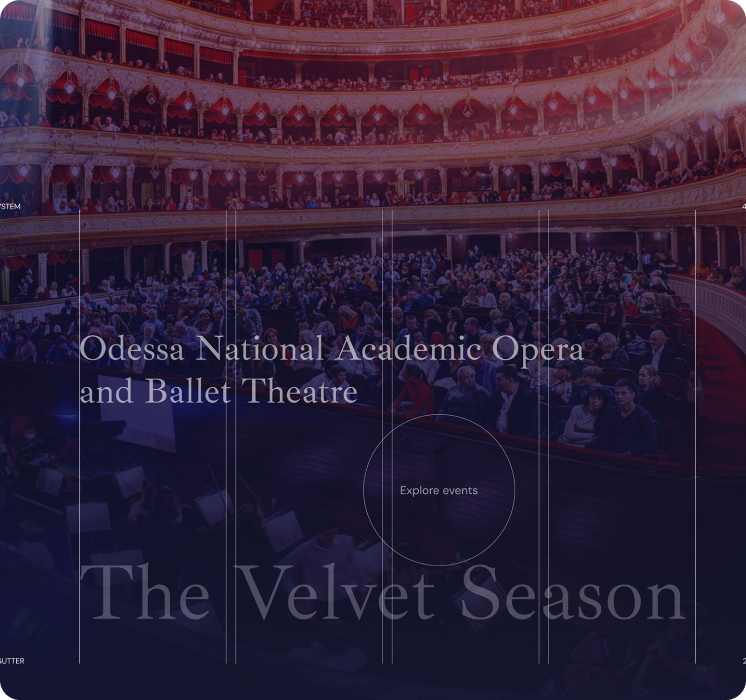 Odessa National Academic Opera
and Ballet Theatre
Explore events
The Velvet Season